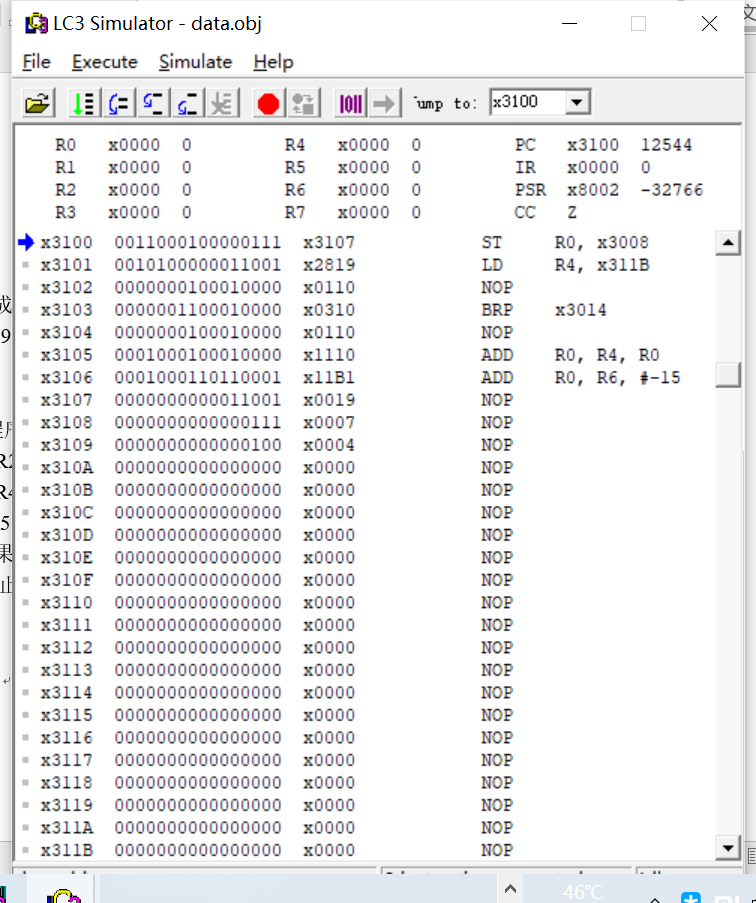 LC3 Simulator - data.obj
File Execute Simulate Help
Jump to: x3100
R0 x0000 0 R4 x0000 0 PC x3100 12544
R1 x0000 0 R5 x0000 0 IR x0000 0
R2 x0000 0 R6 x0000 0 PSR x8002 -32766
R3 x0000 0 R7 x0000 0 CC Z
x3100 0011000100000111 x3107 ST R0, x3008
x3101 0010100000011001 x2819 LD R4, x311B
x3102 0000000100010000 x0110 NOP
x3103 0000001100010000 x0310 BRP x3014
x3104 0000000100010000 x0110 NOP
x3105 0001000100010000 x1110 ADD R0, R4, R0
x3106 0001000110110001 x11B1 ADD R0, R6, #-15
x3107 0000000000011001 x0019 NOP
x3108 0000000000000111 x0007 NOP
x3109 0000000000000100 x0004 NOP
x310A 0000000000000000 x0000 NOP
x310B 0000000000000000 x0000 NOP
x310C 0000000000000000 x0000 NOP
x310D 0000000000000000 x0000 NOP
x310E 0000000000000000 x0000 NOP
x310F 0000000000000000 x0000 NOP
x3110 0000000000000000 x0000 NOP
x3111 0000000000000000 x0000 NOP
x3112 0000000000000000 x0000 NOP
x3113 0000000000000000 x0000 NOP
x3114 0000000000000000 x0000 NOP
x3115 0000000000000000 x0000 NOP
x3116 0000000000000000 x0000 NOP
x3117 0000000000000000 x0000 NOP
x3118 0000000000000000 x0000 NOP
x3119 0000000000000000 x0000 NOP
x311A 0000000000000000 x0000 NOP
x311B 0000000000000000 x0000 NOP
46°C